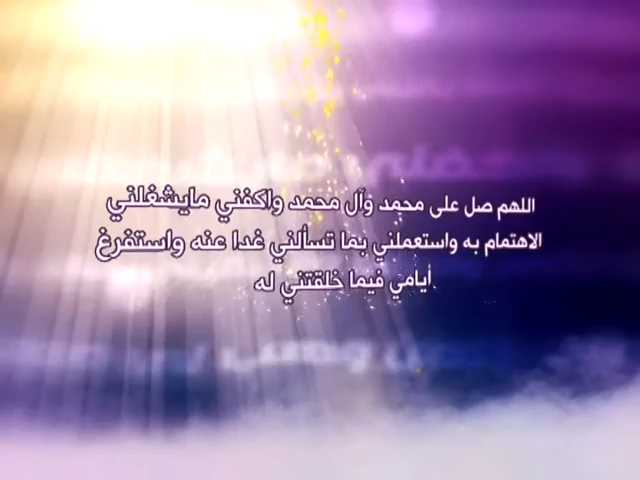 اللهم صل على محمد وآل محمد واكفني مايشغلني
الاهتمام به واستعملني بما تسألني غدا عنه واستفرغ
أيامي فيما خلقتني له